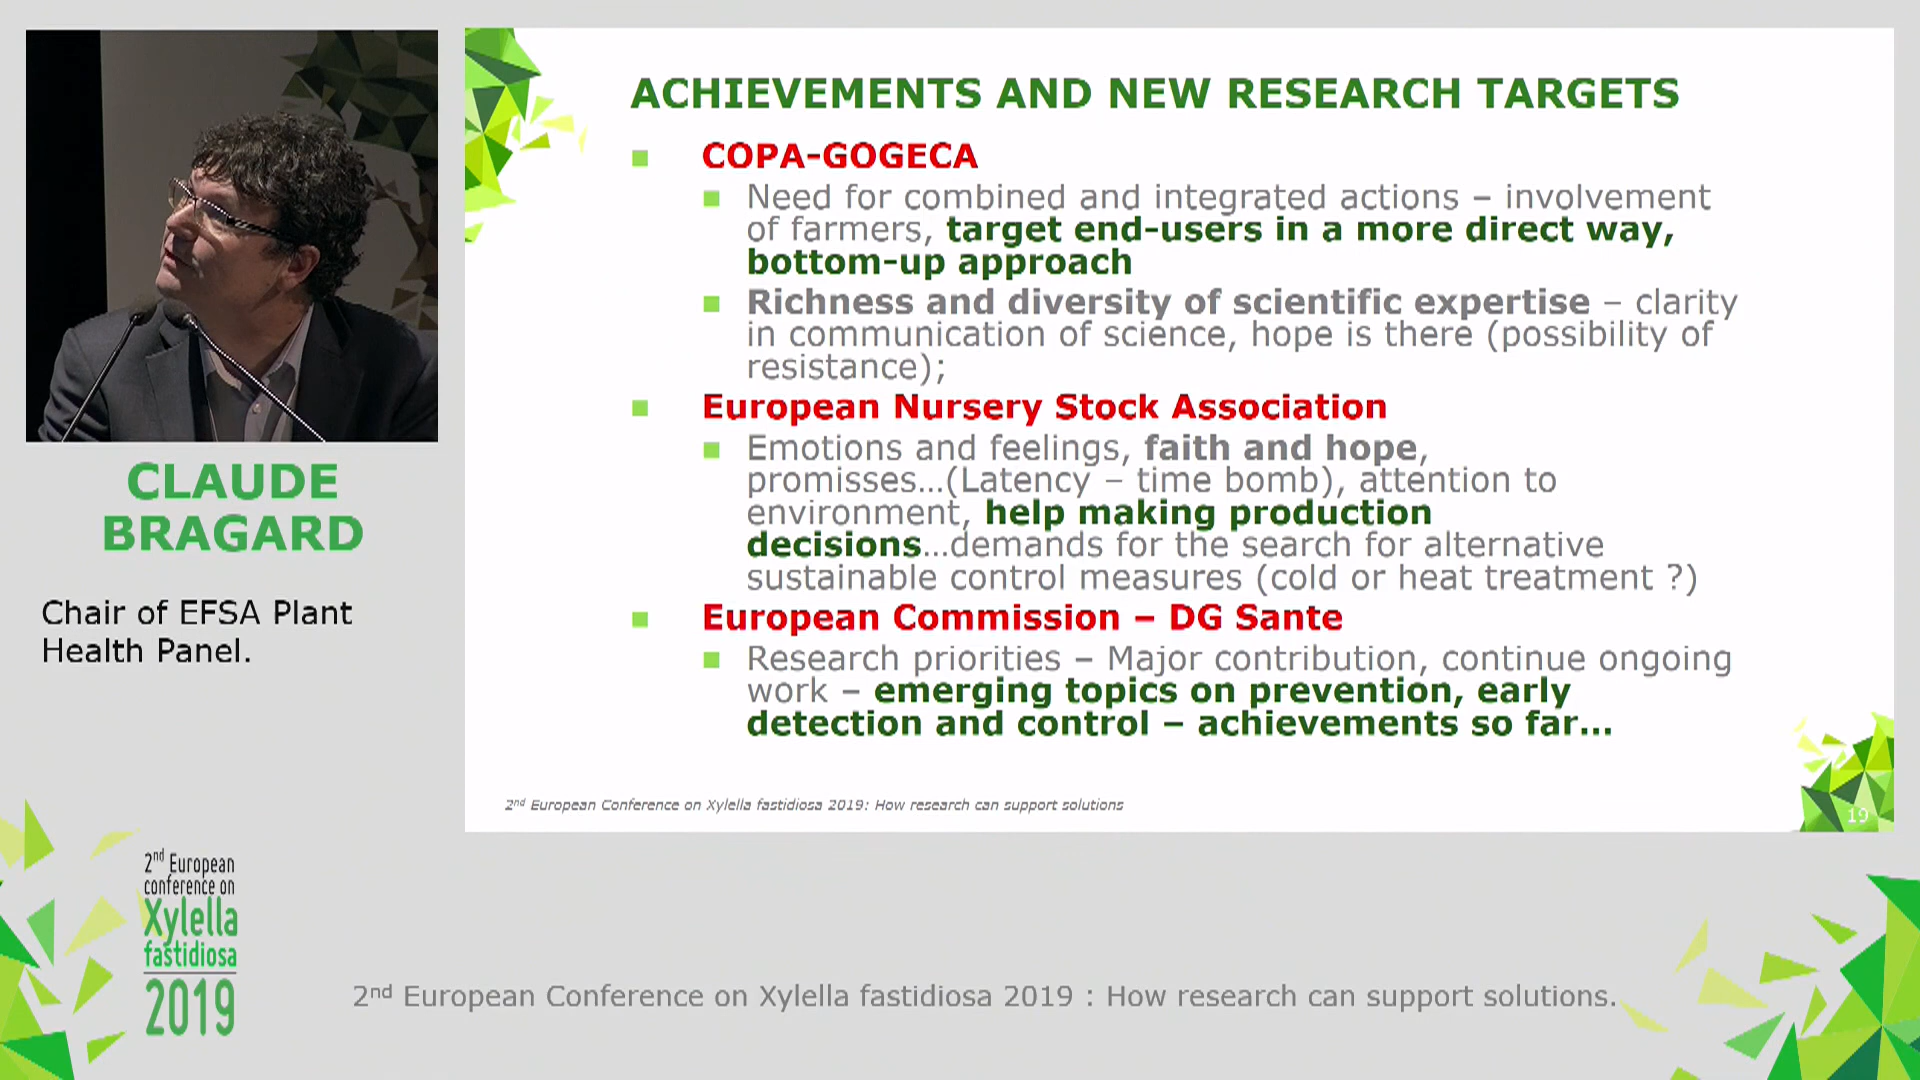 ACHIEVEMENTS AND NEW RESEARCH TARGETS
COPA-GOGECA
Need for combined and integrated actions – involvement
of farmers, target end-users in a more direct way,
bottom-up approach
Richness and diversity of scientific expertise – clarity
in communication of science, hope is there (possibility of
resistance);
European Nursery Stock Association
Emotions and feelings, faith and hope,
promisses...(Latency – time bomb), attention to
environment, help making production
decisions...demands for the search for alternative
sustainable control measures (cold or heat treatment ?)
European Commission – DG Sante
Research priorities – Major contribution, continue ongoing
work – emerging topics on prevention, early
detection and control – achievements so far...
2nd European Conference on Xylella fastidiosa 2019: How research can support solutions
19
CLAUDE
BRAGARD
Chair of EFSA Plant
Health Panel.
2nd European
conference on
Xylella
fastidiosa
2019
2nd European Conference on Xylella fastidiosa 2019 : How research can support solutions.